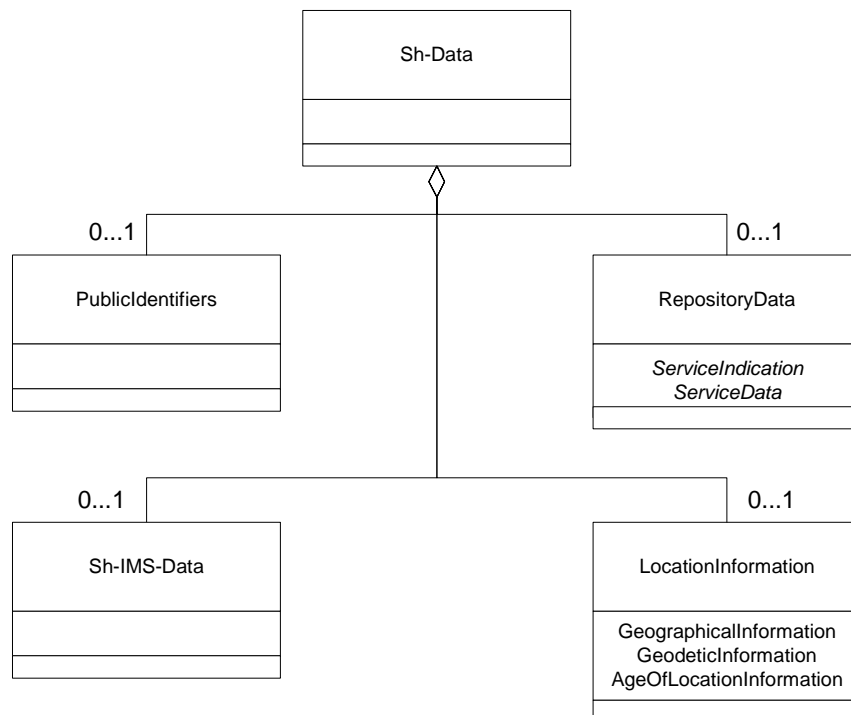 Sh-Data
0...1
0...1
PublicIdentifiers
RepositoryData
ServiceIndication
ServiceData
0...1
0...1
Sh-IMS-Data
LocationInformation
GeographicalInformation
GeodeticInformation
AgeOfLocationInformation